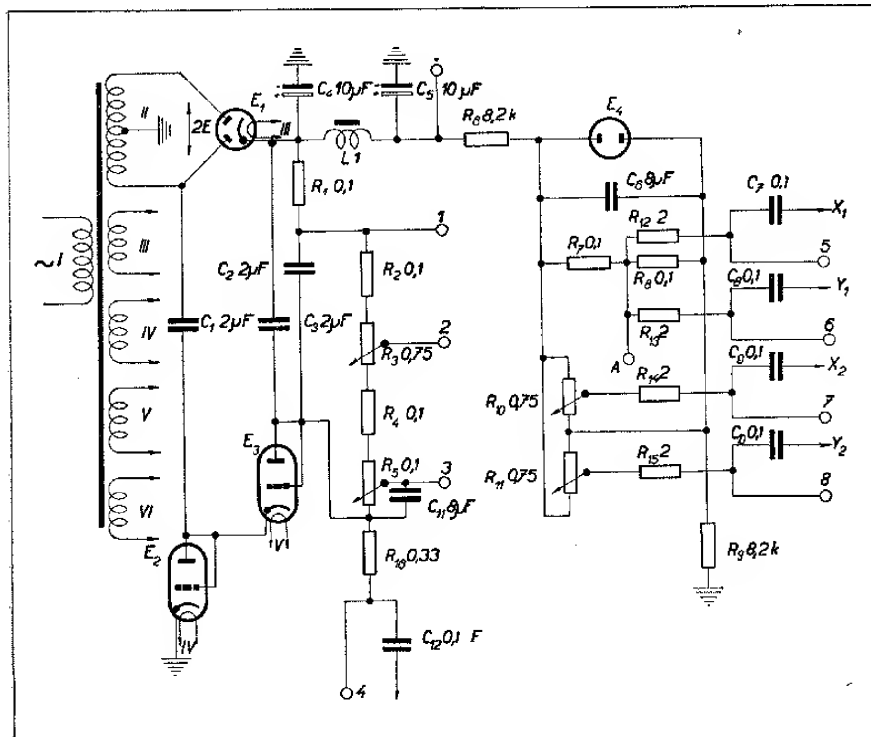 C₄ 10µF
C₅ 10µF
E₁
II
2E
III
E₄
R₆ 8,2k
L1
C₆ 8µF
C₇ 0,1
X₁
R₁ 0,1
R₁₂ 2
1
5
~I
III
R₇ 0,1
R₈ 0,1
C₈ 0,1
Y₁
C₂ 2µF
R₂ 0,1
R₁₃ 2
6
IV
C₁ 2µF
C₃ 2µF
2
R₃ 0,75
A
C₉ 0,1
X₂
R₁₄ 2
7
R₁₀ 0,75
V
R₄ 0,1
C₁₀ 0,1
Y₂
E₃
R₁₅ 2
R₅ 0,1
3
R₁₁ 0,75
8
C₁₁ 8µF
VI
V
E₂
R₁₆ 0,33
R₉ 8,2k
IV
C₁₂ 0,1 F
4